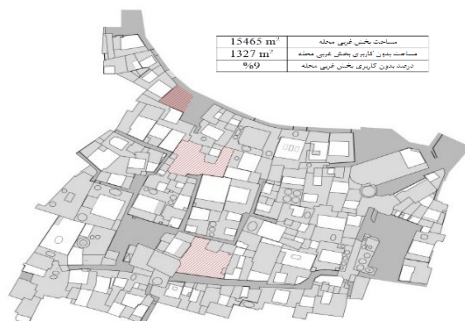 مساحت بخش غربی محله 15465 m²
مساحت بدون کاربری بخش غربی محله 1327 m²
درصد بدون کاربری بخش غربی محله %9